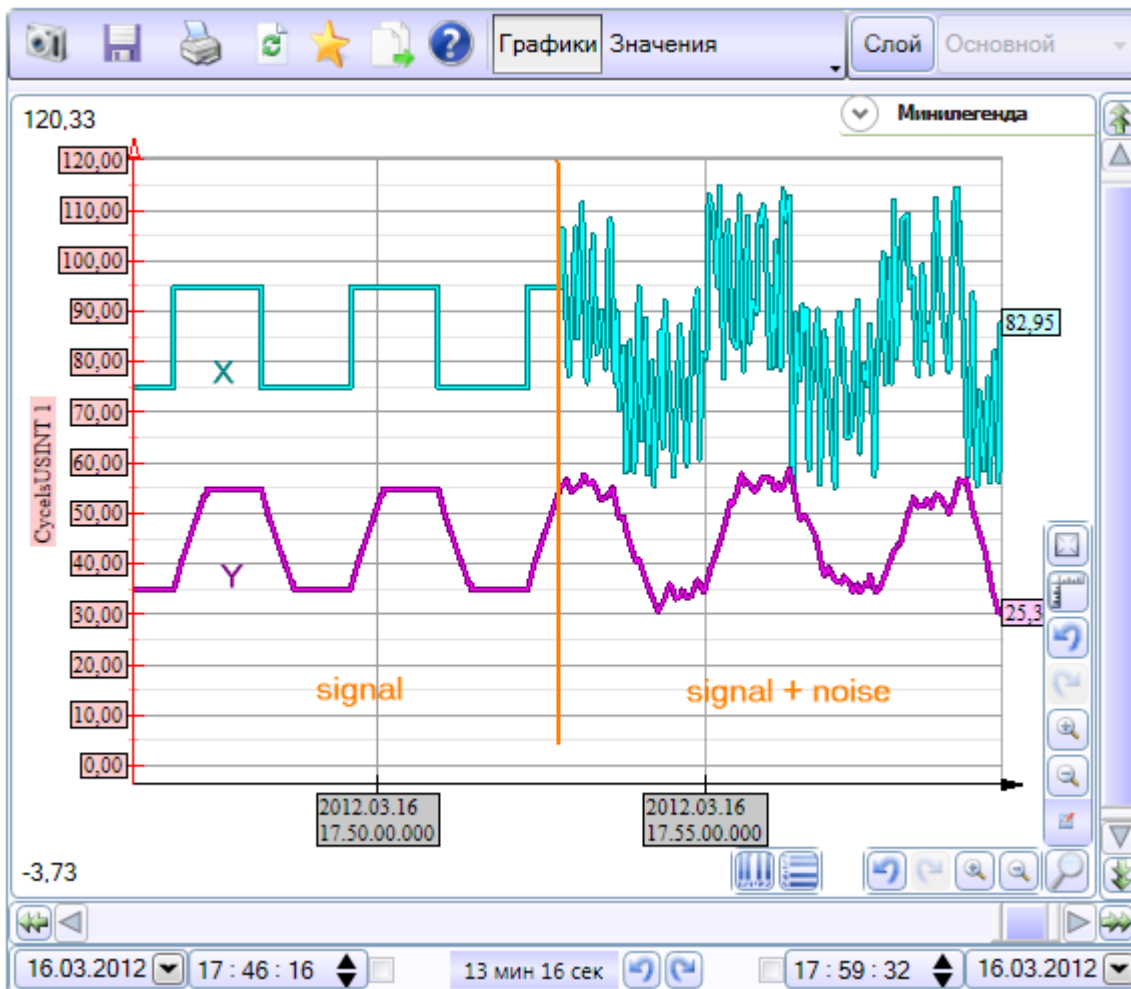 Графики Значения
Слой Основной
120,33
Минилегенда
120,00
110,00
100,00
90,00
80,00
70,00
60,00
50,00
40,00
30,00
20,00
10,00
0,00
CycelsUSINT 1
X
Y
82,95
25,3
signal
signal + noise
2012.03.16
17.50.00.000
2012.03.16
17.55.00.000
-3,73
16.03.2012 17 : 46 : 16 13 мин 16 сек 17 : 59 : 32 16.03.2012